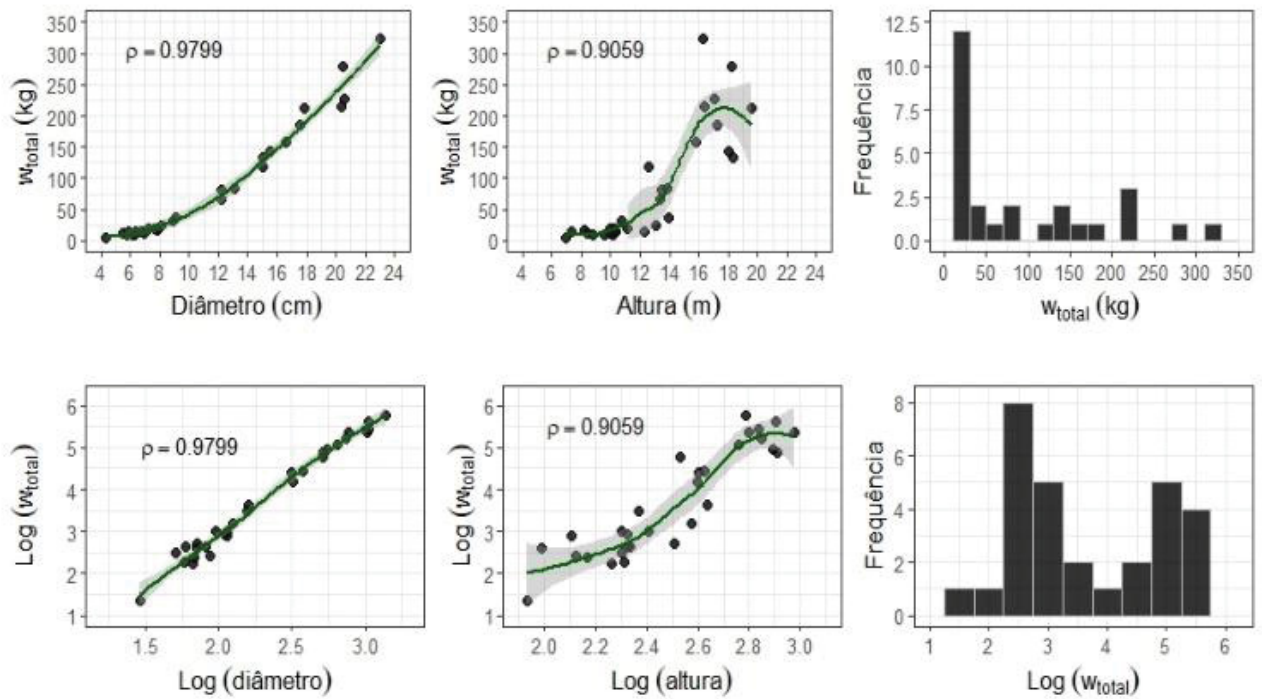 350
300
250
200
150
100
50
0
w_total (kg)
ρ = 0.9799
4 6 8 10 12 14 16 18 20 22 24
Diâmetro (cm)
350
300
250
200
150
100
50
0
w_total (kg)
ρ = 0.9059
4 6 8 10 12 14 16 18 20 22 24
Altura (m)
12.5
10.0
7.5
5.0
2.5
0.0
Frequência
0 50 100 150 200 250 300 350
w_total (kg)
6
5
4
3
2
1
Log (w_total)
ρ = 0.9799
1.5 2.0 2.5 3.0
Log (diâmetro)
6
5
4
3
2
1
Log (w_total)
ρ = 0.9059
2.0 2.2 2.4 2.6 2.8 3.0
Log (altura)
8
6
4
2
0
Frequência
1 2 3 4 5 6
Log (w_total)